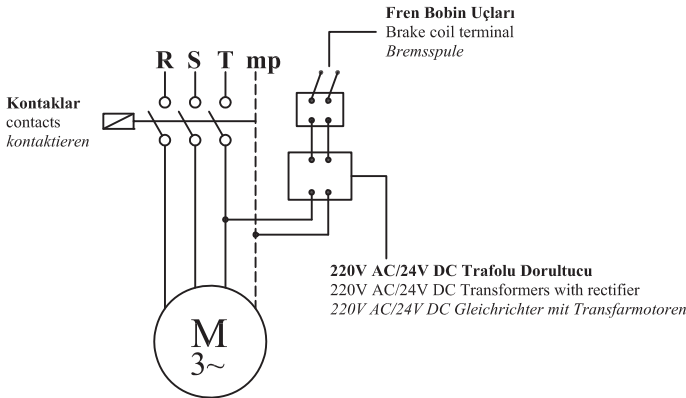 Fren Bobin Uçları
Brake coil terminal
Bremsspule
R S T mp
Kontaklar
contacts
kontaktieren
220V AC/24V DC Trafolu Dorultucu
220V AC/24V DC Transformers with rectifier
220V AC/24V DC Gleichrichter mit Transfarmotoren
M
3~